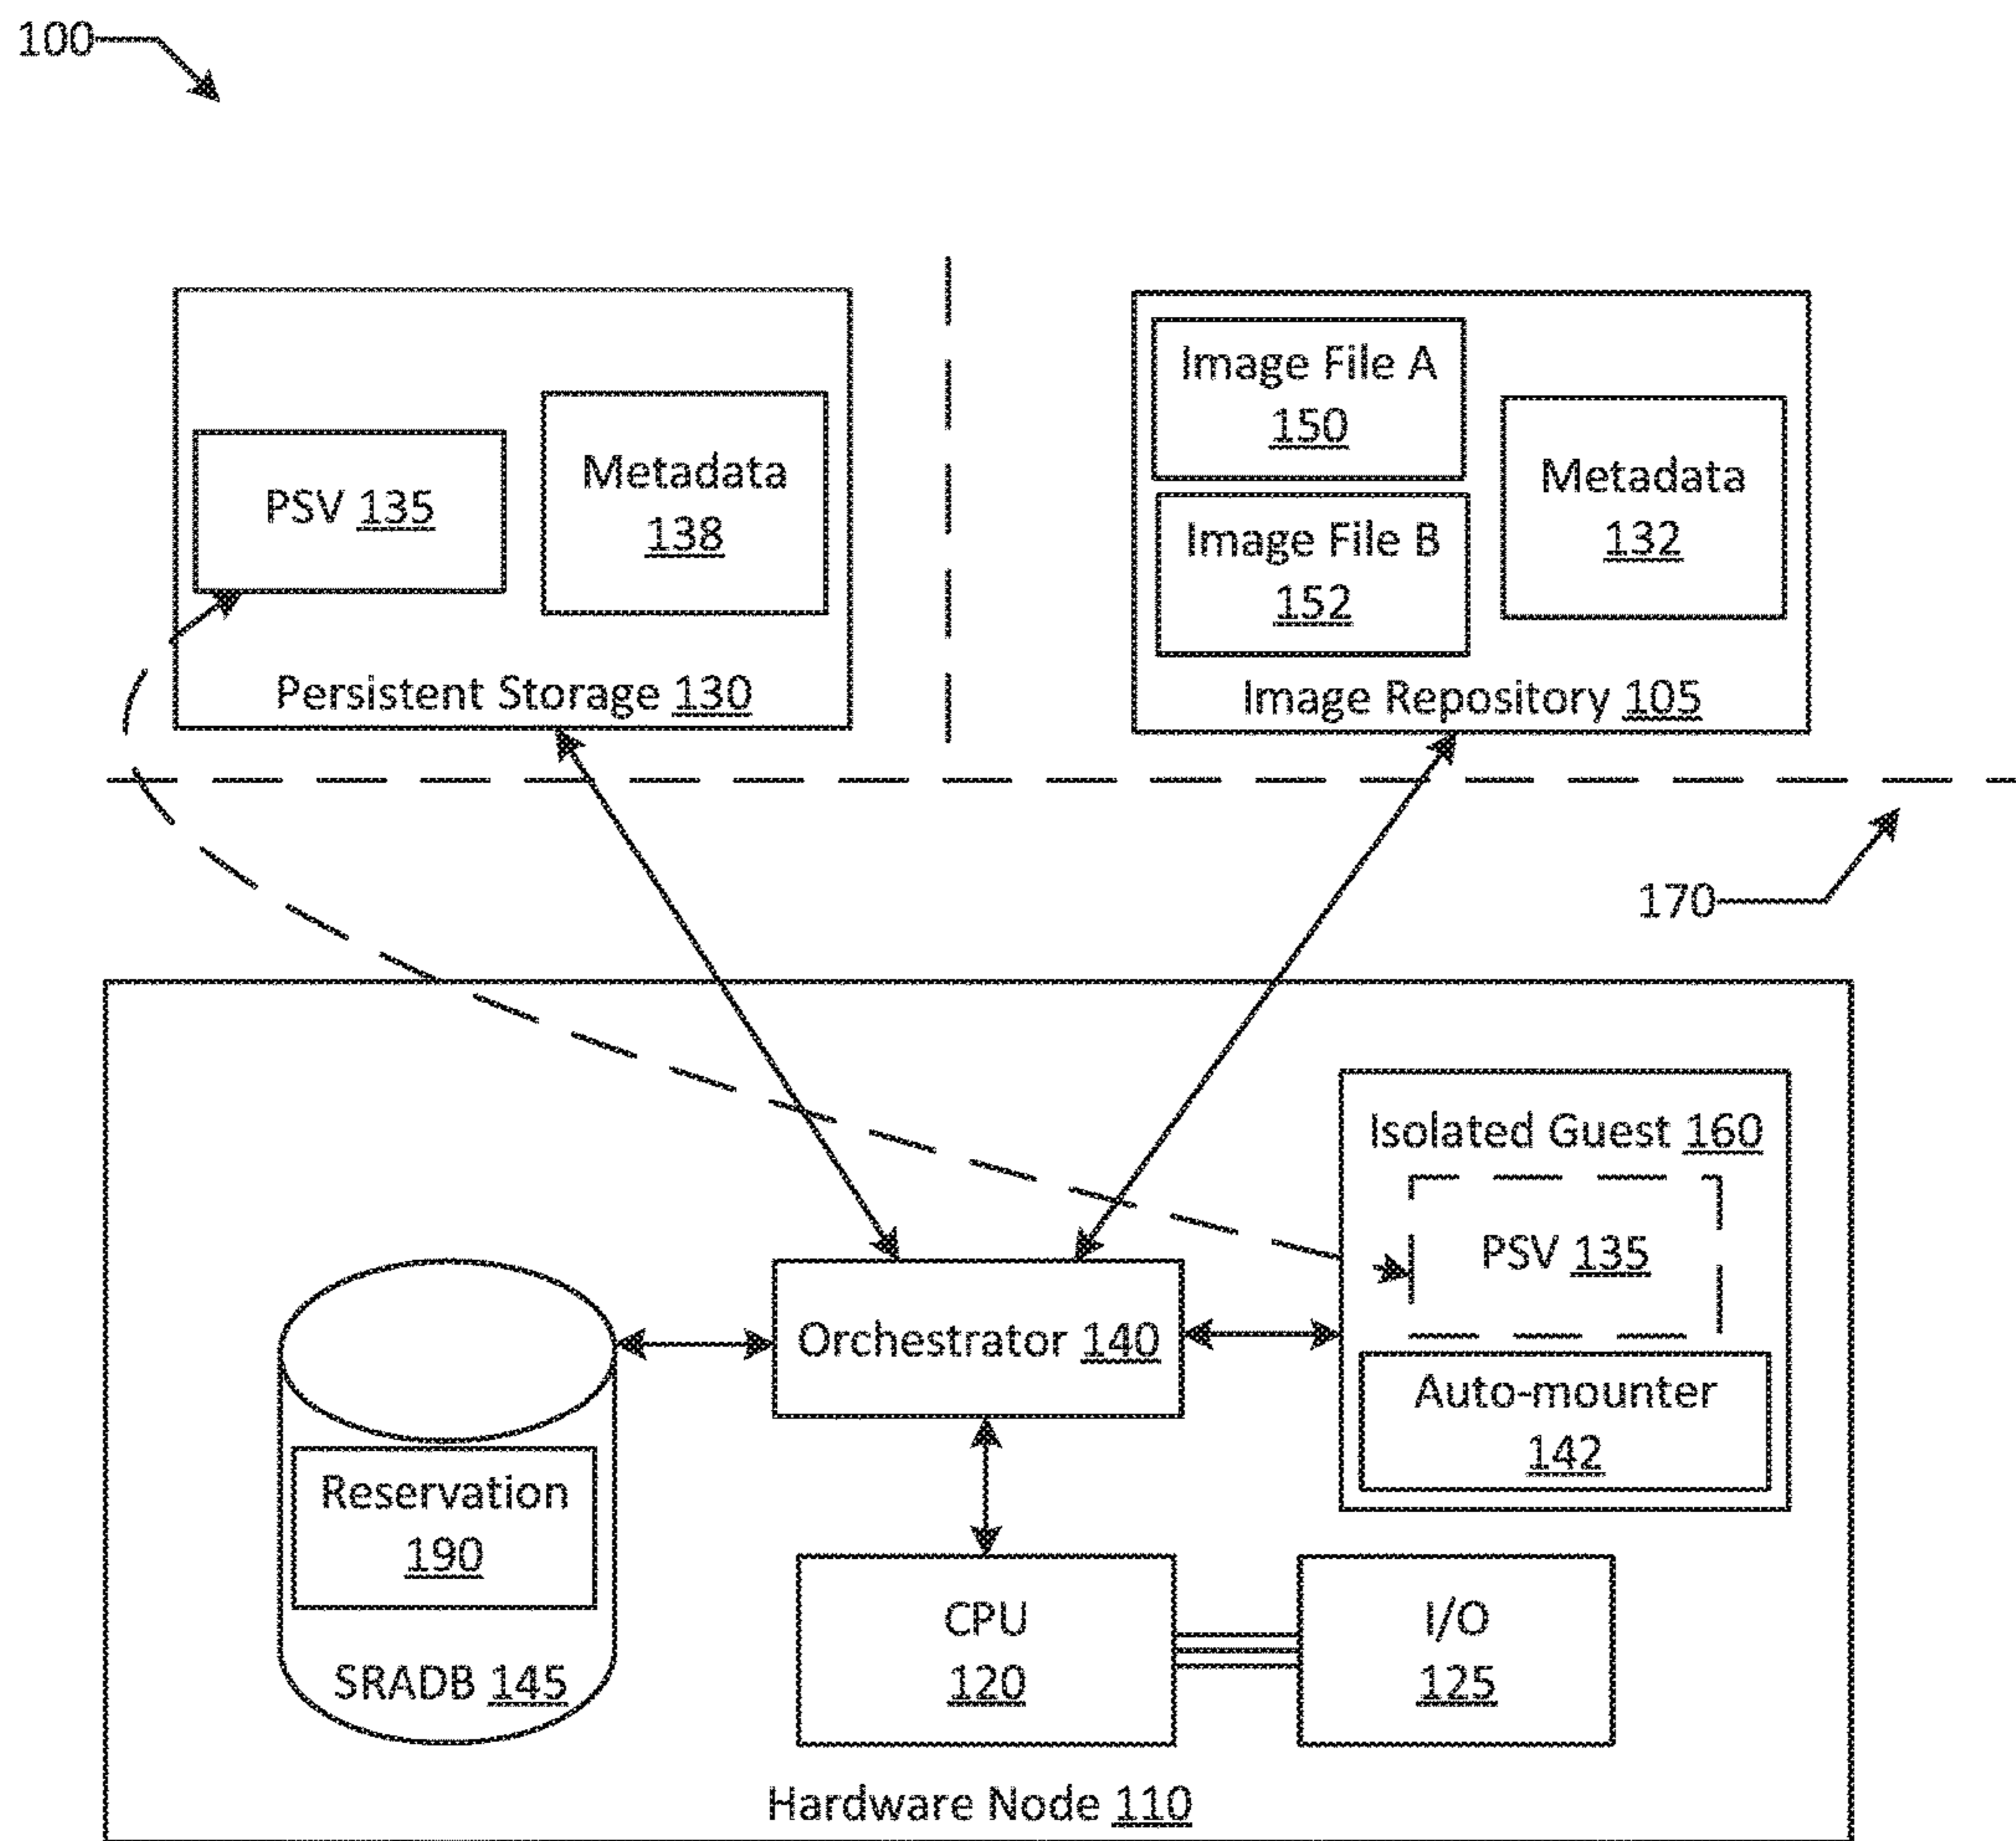 100
Image File A
150
Metadata
138
Metadata
132
PSV 135
Image File B
152
Persistent Storage 130
Image Repository 105
170
Isolated Guest 160
PSV 135
Orchestrator 140
Auto-mounter
142
Reservation
190
CPU
120
I/O
125
SRADB 145
Hardware Node 110